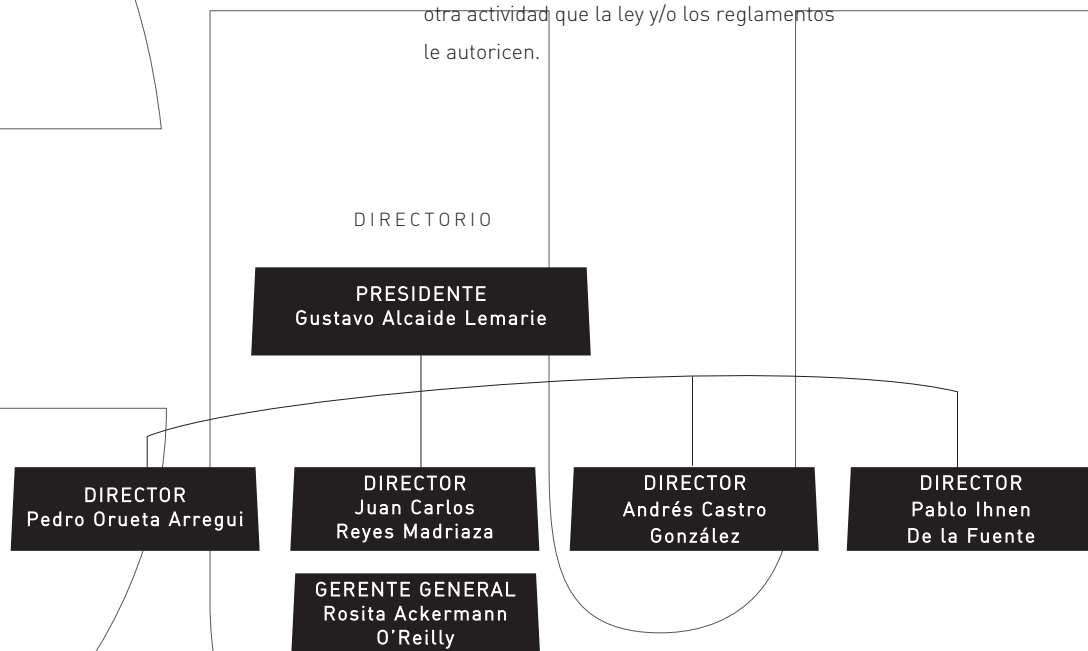 otra actividad que la ley y/o los reglamentos
le autoricen.
DIRECTORIO
PRESIDENTE
Gustavo Alcaide Lemarie
DIRECTOR
Pedro Orueta Arregui
DIRECTOR
Juan Carlos
Reyes Madriaza
DIRECTOR
Andrés Castro
González
DIRECTOR
Pablo Ihnen
De la Fuente
GERENTE GENERAL
Rosita Ackermann
O'Reilly